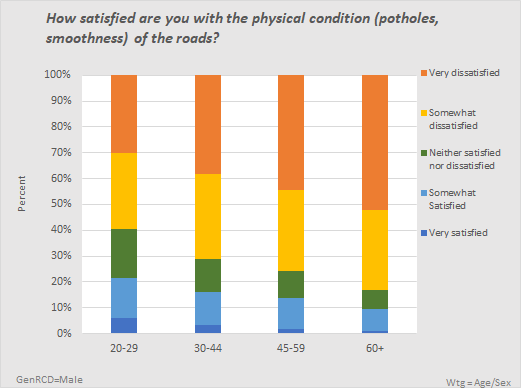 How satisfied are you with the physical condition (potholes,
smoothness) of the roads?
100%
90%
80%
70%
60%
50%
40%
30%
20%
10%
0%
Percent
20-29
30-44
45-59
60+
Very dissatisfied
Somewhat
dissatisfied
Neither satisfied
nor dissatisfied
Somewhat
Satisfied
Very satisfied
GenRCD=Male
Wtg = Age/Sex